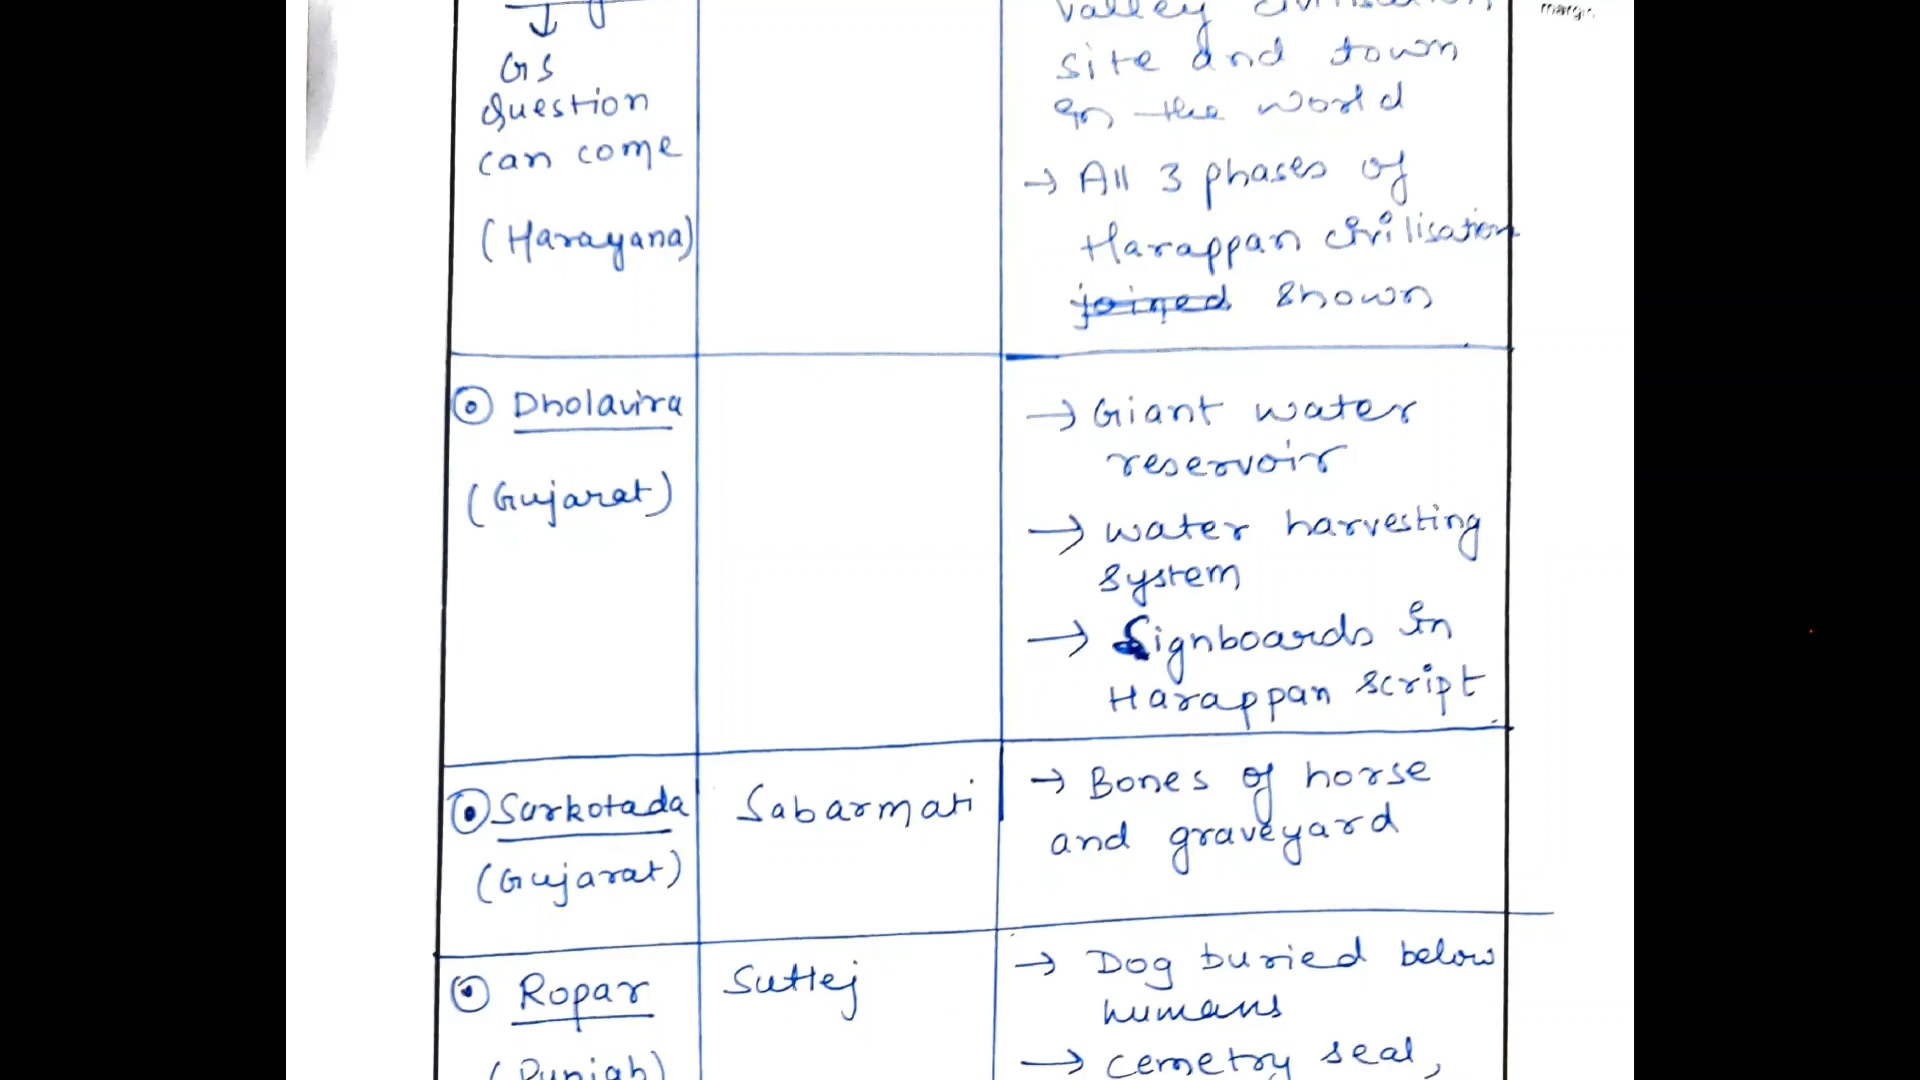 valley
margin
GS
site and town
Question
in the world
can come
→ All 3 phases of
(Harayana)
Harappan civilisation
joined shown
Dholavira
→ Giant water
reservoir
(Gujarat)
→ water harvesting
system
→ Signboards in
Harappan script
Surkotada
Sabarmati
→ Bones of horse
and graveyard
(Gujarat)
Ropar
Sutlej
→ Dog buried below
humans
(Punjab)
→ cemetry seal,